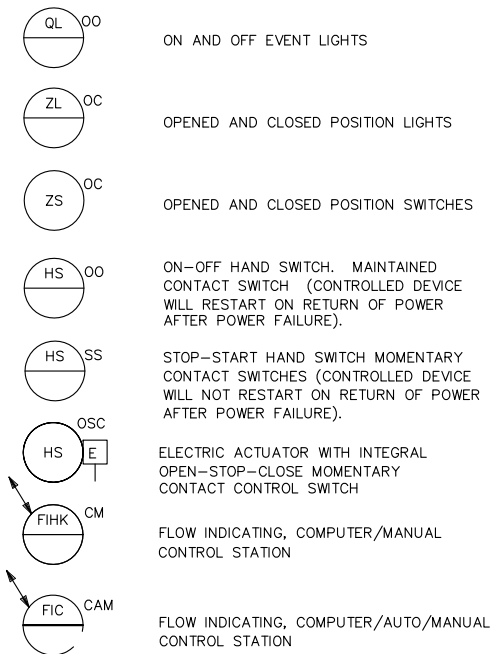 QL OO
ON AND OFF EVENT LIGHTS
ZL OC
OPENED AND CLOSED POSITION LIGHTS
ZS OC
OPENED AND CLOSED POSITION SWITCHES
HS OO
ON-OFF HAND SWITCH. MAINTAINED
CONTACT SWITCH (CONTROLLED DEVICE
WILL RESTART ON RETURN OF POWER
AFTER POWER FAILURE).
HS SS
STOP-START HAND SWITCH MOMENTARY
CONTACT SWITCHES (CONTROLLED DEVICE
WILL NOT RESTART ON RETURN OF POWER
AFTER POWER FAILURE).
OSC
HS E
ELECTRIC ACTUATOR WITH INTEGRAL
OPEN-STOP-CLOSE MOMENTARY
CONTACT CONTROL SWITCH
FIHK CM
FLOW INDICATING, COMPUTER/MANUAL
CONTROL STATION
FIC CAM
FLOW INDICATING, COMPUTER/AUTO/MANUAL
CONTROL STATION